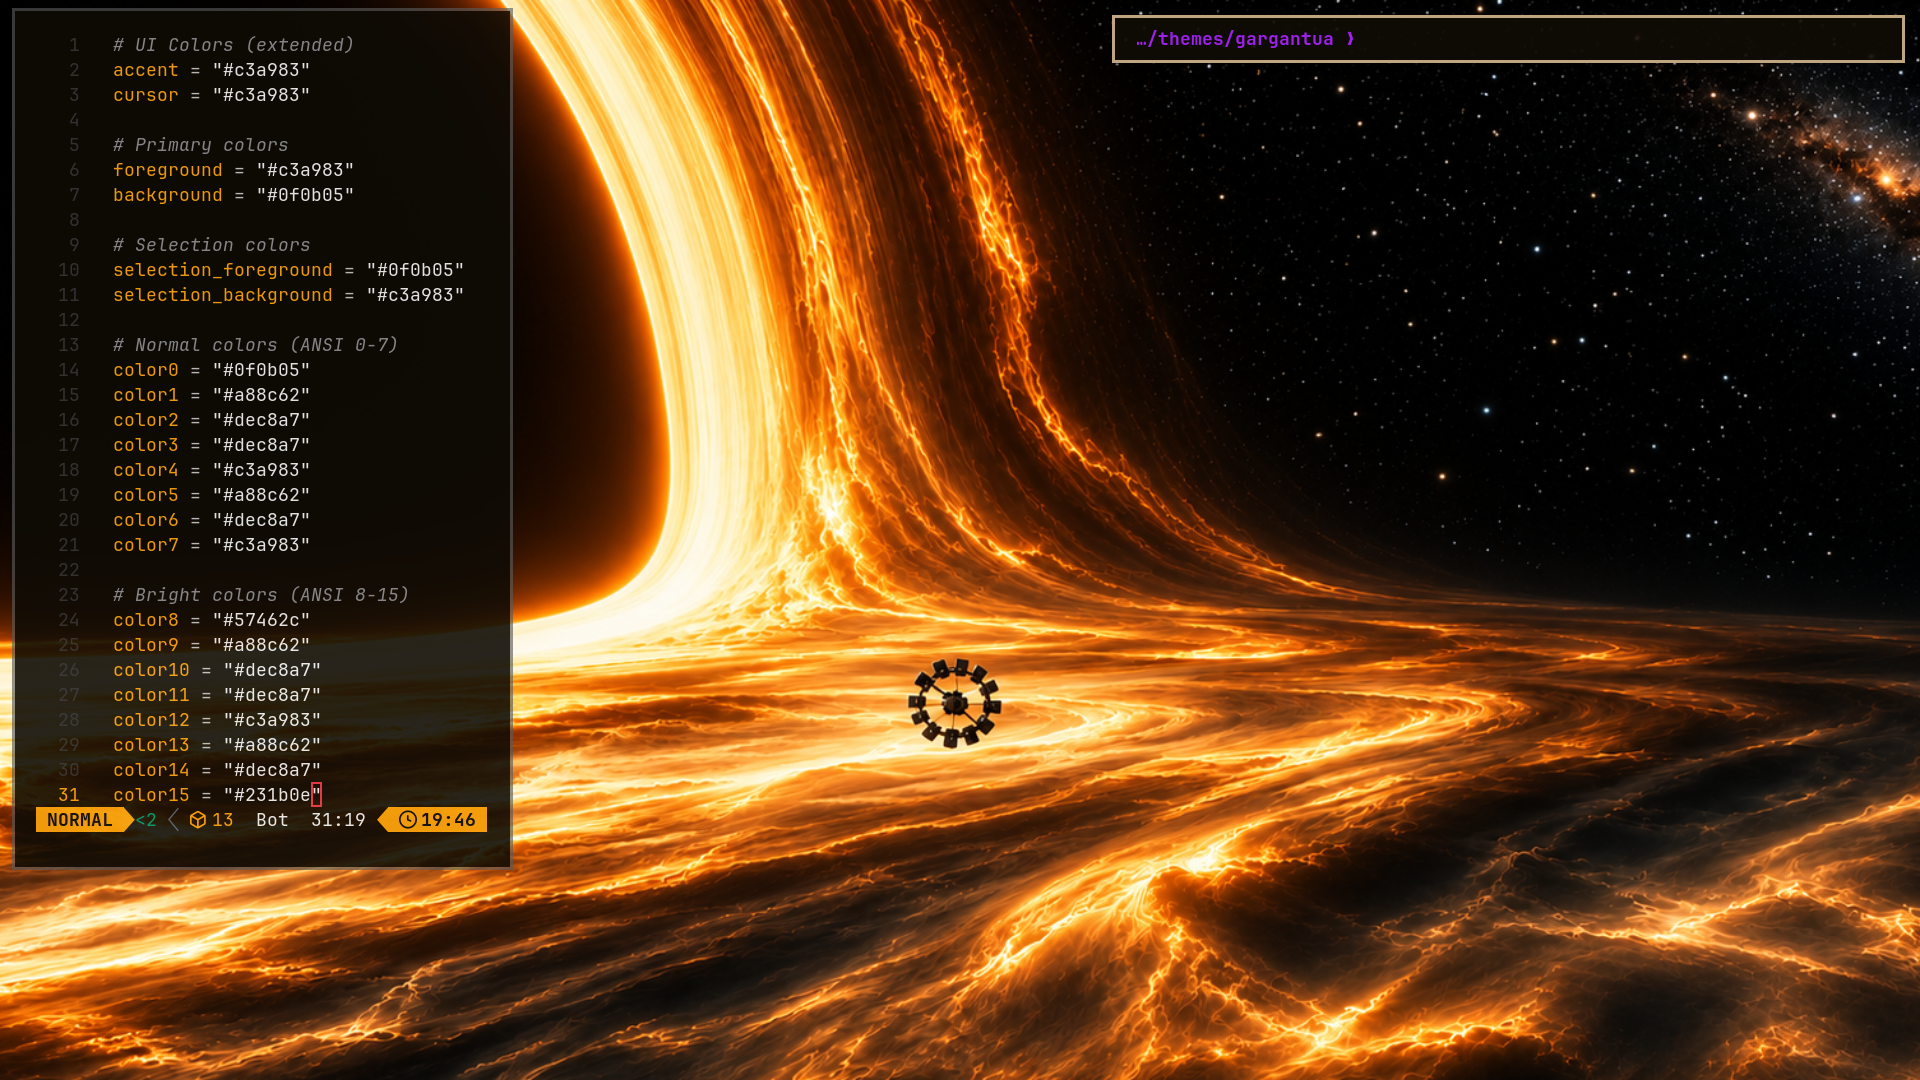 1 # UI Colors (extended)
2 accent = "#c3a983"
3 cursor = "#c3a983"
4
5 # Primary colors
6 foreground = "#c3a983"
7 background = "#0f0b05"
8
9 # Selection colors
10 selection_foreground = "#0f0b05"
11 selection_background = "#c3a983"
12
13 # Normal colors (ANSI 0-7)
14 color0 = "#0f0b05"
15 color1 = "#a88c62"
16 color2 = "#dec8a7"
17 color3 = "#dec8a7"
18 color4 = "#c3a983"
19 color5 = "#a88c62"
20 color6 = "#dec8a7"
21 color7 = "#c3a983"
22
23 # Bright colors (ANSI 8-15)
24 color8 = "#57462c"
25 color9 = "#a88c62"
26 color10 = "#dec8a7"
27 color11 = "#dec8a7"
28 color12 = "#c3a983"
29 color13 = "#a88c62"
30 color14 = "#dec8a7"
31 color15 = "#231b0e"
NORMAL <2 13 Bot 31:19 19:46
…/themes/gargantua ❯